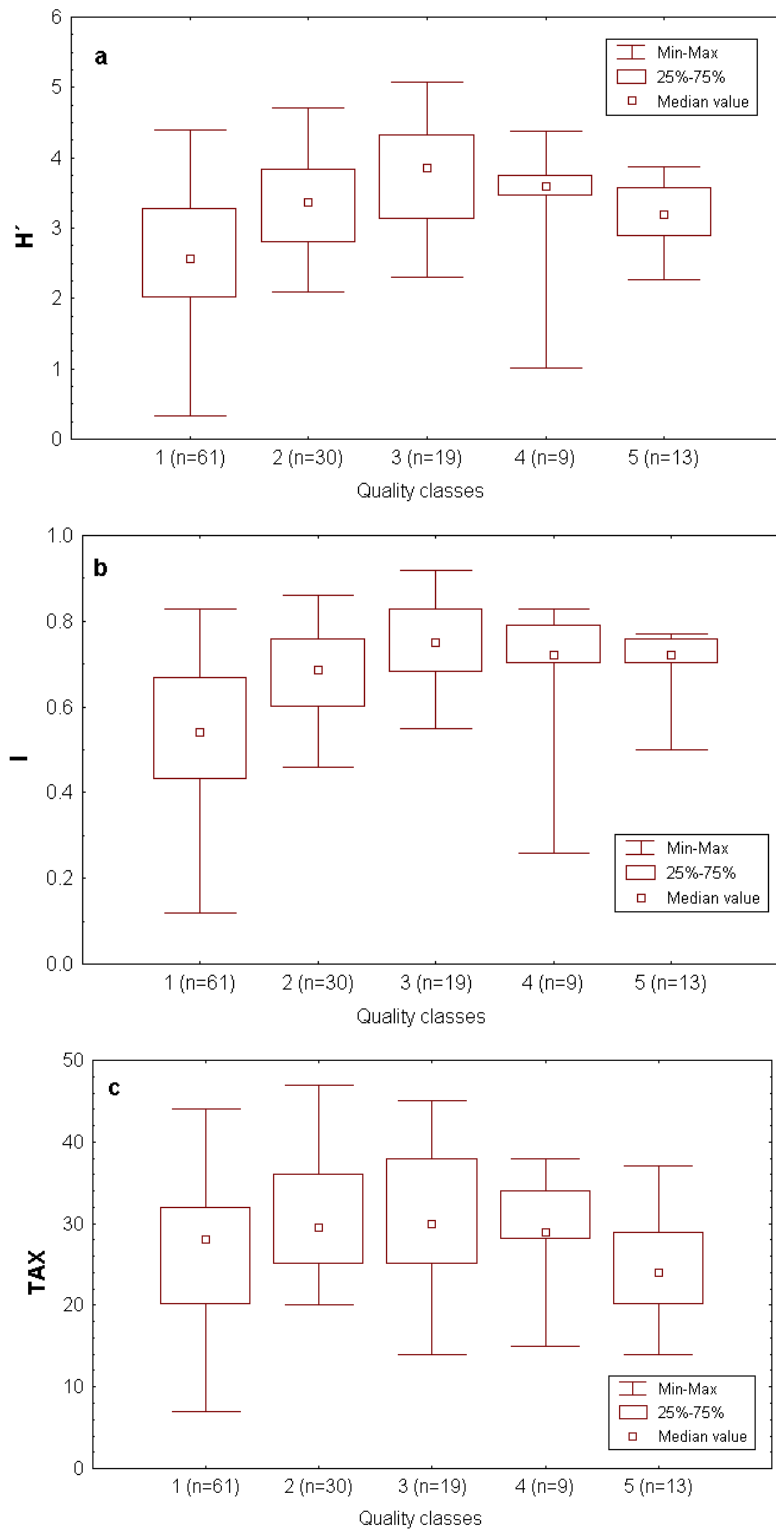 a
6
5
4
3
2
1
0
H´
Min-Max
25%-75%
Median value
1 (n=61) 2 (n=30) 3 (n=19) 4 (n=9) 5 (n=13)
Quality classes
b
1.0
0.8
0.6
0.4
0.2
0.0
I
Min-Max
25%-75%
Median value
1 (n=61) 2 (n=30) 3 (n=19) 4 (n=9) 5 (n=13)
Quality classes
c
50
40
30
20
10
0
TAX
Min-Max
25%-75%
Median value
1 (n=61) 2 (n=30) 3 (n=19) 4 (n=9) 5 (n=13)
Quality classes